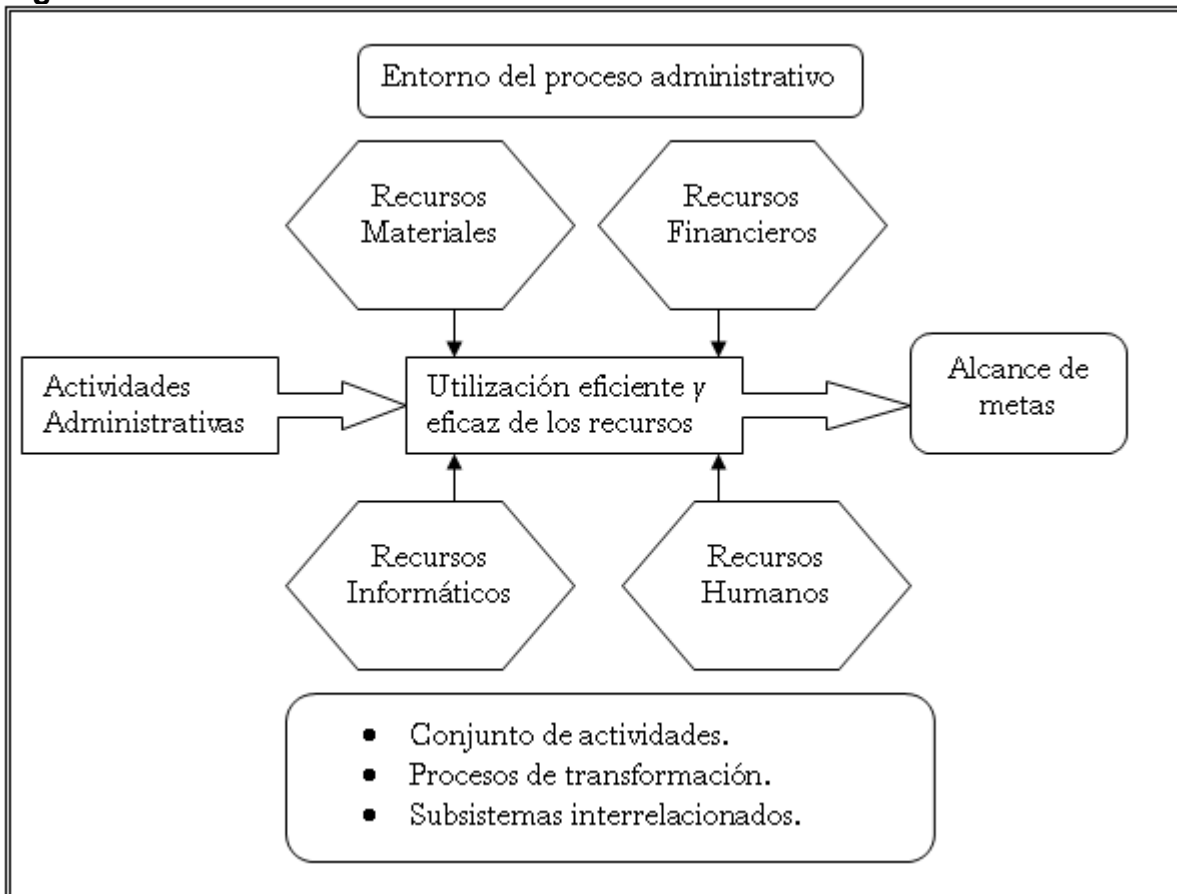 Entorno del proceso administrativo
Recursos
Materiales
Recursos
Financieros
Actividades
Administrativas
Utilización eficiente y
eficaz de los recursos
Alcance de
metas
Recursos
Informáticos
Recursos
Humanos
• Conjunto de actividades.
• Procesos de transformación.
• Subsistemas interrelacionados.